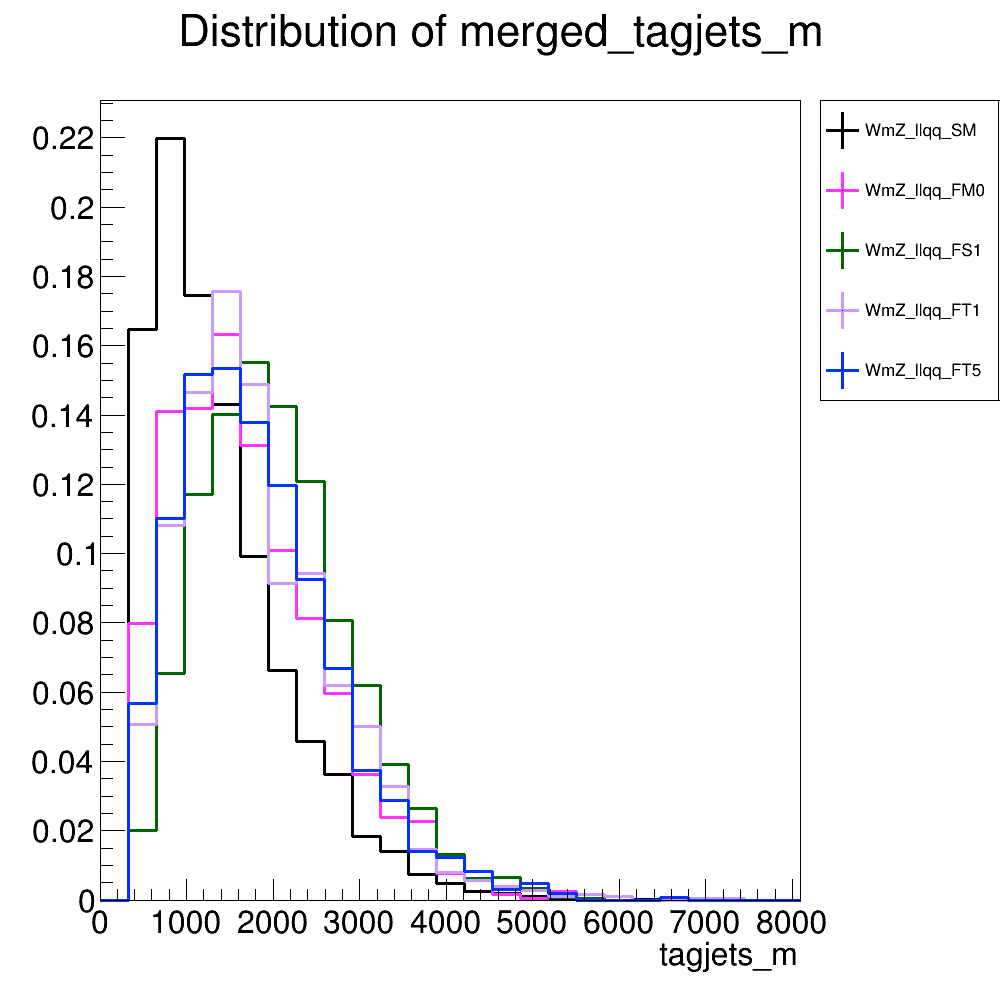 Distribution of merged_tagjets_m
0.22
0.2
0.18
0.16
0.14
0.12
0.1
0.08
0.06
0.04
0.02
0
0 1000 2000 3000 4000 5000 6000 7000 8000
tagjets_m
WmZ_llqq_SM
WmZ_llqq_FM0
WmZ_llqq_FS1
WmZ_llqq_FT1
WmZ_llqq_FT5